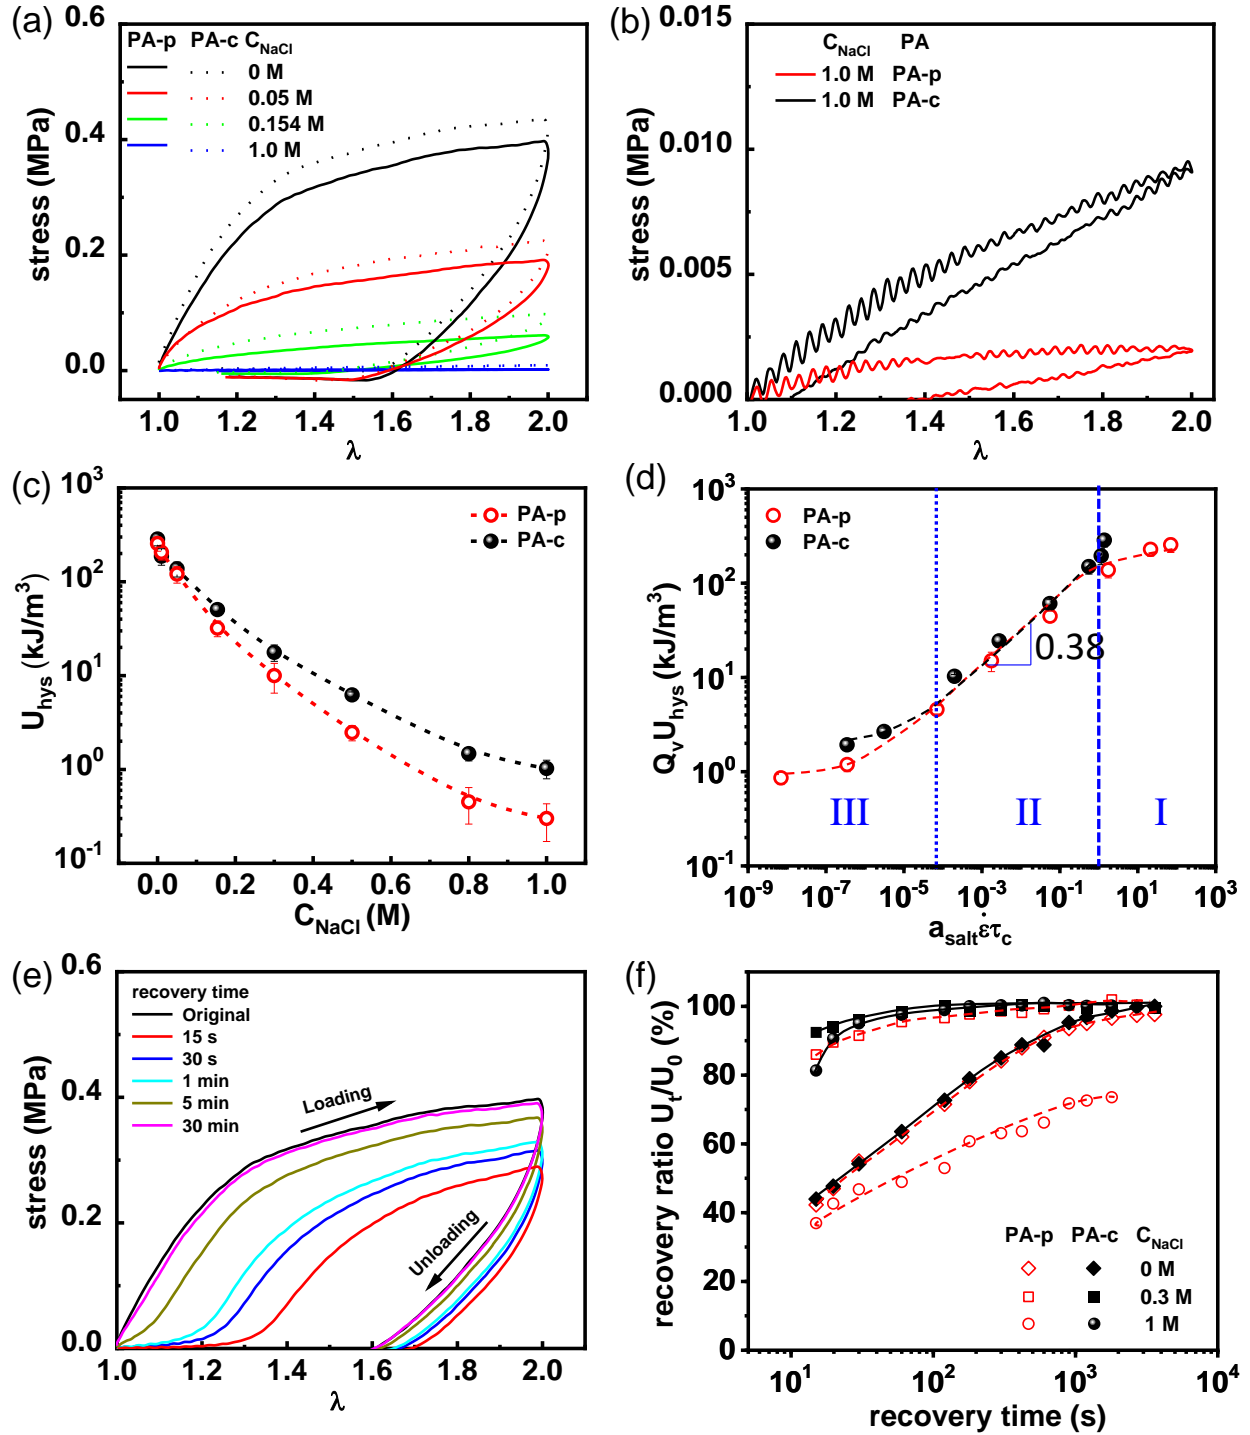 (a)
0.6
0.4
0.2
0.0
stress (MPa)
PA-p PA-c C_NaCl
0 M
0.05 M
0.154 M
1.0 M
1.0 1.2 1.4 1.6 1.8 2.0
λ
(b)
0.015
0.010
0.005
0.000
stress (MPa)
C_NaCl PA
1.0 M PA-p
1.0 M PA-c
1.0 1.2 1.4 1.6 1.8 2.0
λ
(c)
10^3
10^2
10^1
10^0
10^-1
U_hys (kJ/m^3)
PA-p
PA-c
0.0 0.2 0.4 0.6 0.8 1.0
C_NaCl (M)
(d)
10^3
10^2
10^1
10^0
10^-1
Q_v U_hys (kJ/m^3)
PA-p
PA-c
0.38
III II I
10^-9 10^-7 10^-5 10^-3 10^-1 10^1 10^3
a_salt ε̇τ_c
(e)
0.6
0.4
0.2
0.0
stress (MPa)
recovery time
Original
15 s
30 s
1 min
5 min
30 min
Loading
Unloading
1.0 1.2 1.4 1.6 1.8 2.0
λ
(f)
100
80
60
40
20
0
recovery ratio U_t/U_0 (%)
PA-p PA-c C_NaCl
0 M
0.3 M
1 M
10^1 10^2 10^3 10^4
recovery time (s)